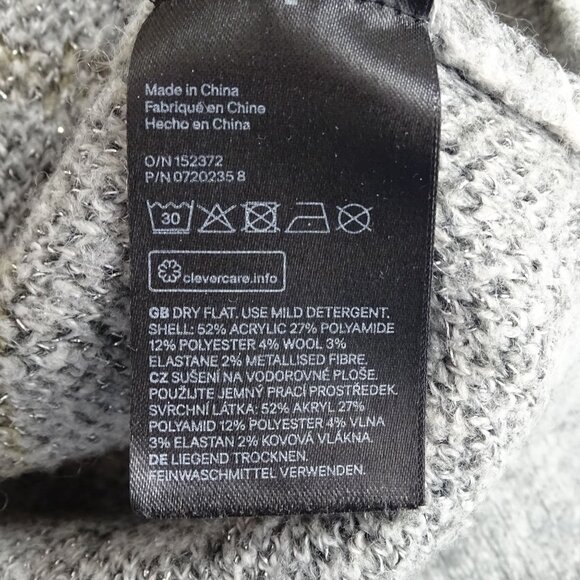 Made in China
Fabriqué en Chine
Hecho en China
O/N 152372
P/N 0720235 8
30
clevercare.info
GB DRY FLAT. USE MILD DETERGENT.
SHELL: 52% ACRYLIC 27% POLYAMIDE
12% POLYESTER 4% WOOL 3%
ELASTANE 2% METALLISED FIBRE.
CZ SUŠENÍ NA VODOROVNÉ PLOŠE.
POUŽIJTE JEMNÝ PRACÍ PROSTŘEDEK.
SVRCHNÍ LÁTKA: 52% AKRYL 27%
POLYAMID 12% POLYESTER 4% VLNA
3% ELASTAN 2% KOVOVÁ VLÁKNA.
DE LIEGEND TROCKNEN.
FEINWASCHMITTEL VERWENDEN.